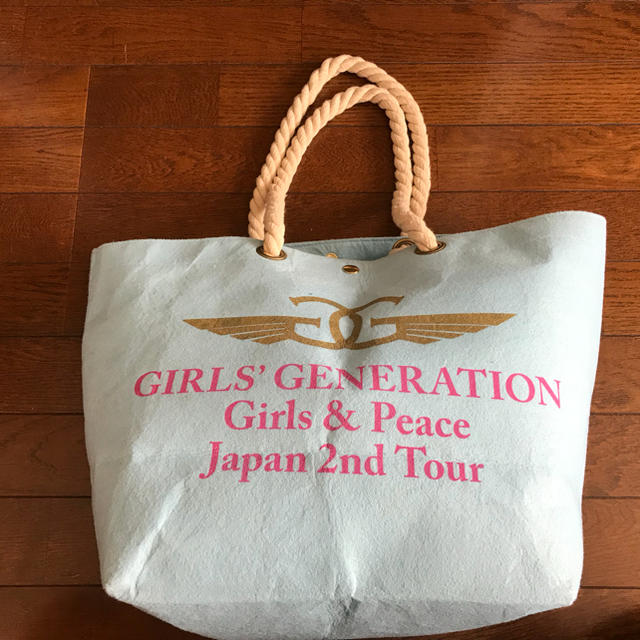 GIRLS' GENERATION
Girls & Peace
Japan 2nd Tour